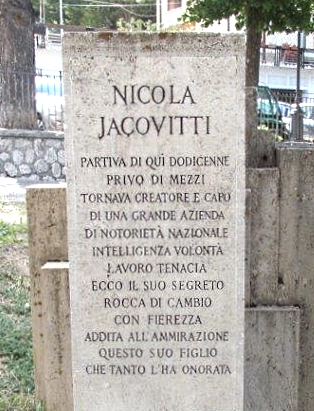 NICOLA
JACOVITTI
PARTIVA DI QUÌ DODICENNE
PRIVO DI MEZZI
TORNAVA CREATORE E CAPO
DI UNA GRANDE AZIENDA
DI NOTORIETÀ NAZIONALE
INTELLIGENZA VOLONTÀ
LAVORO TENACIA
ECCO IL SUO SEGRETO
ROCCA DI CAMBIO
CON FIEREZZA
ADDITA ALL'AMMIRAZIONE
QUESTO SUO FIGLIO
CHE TANTO L'HA ONORATA